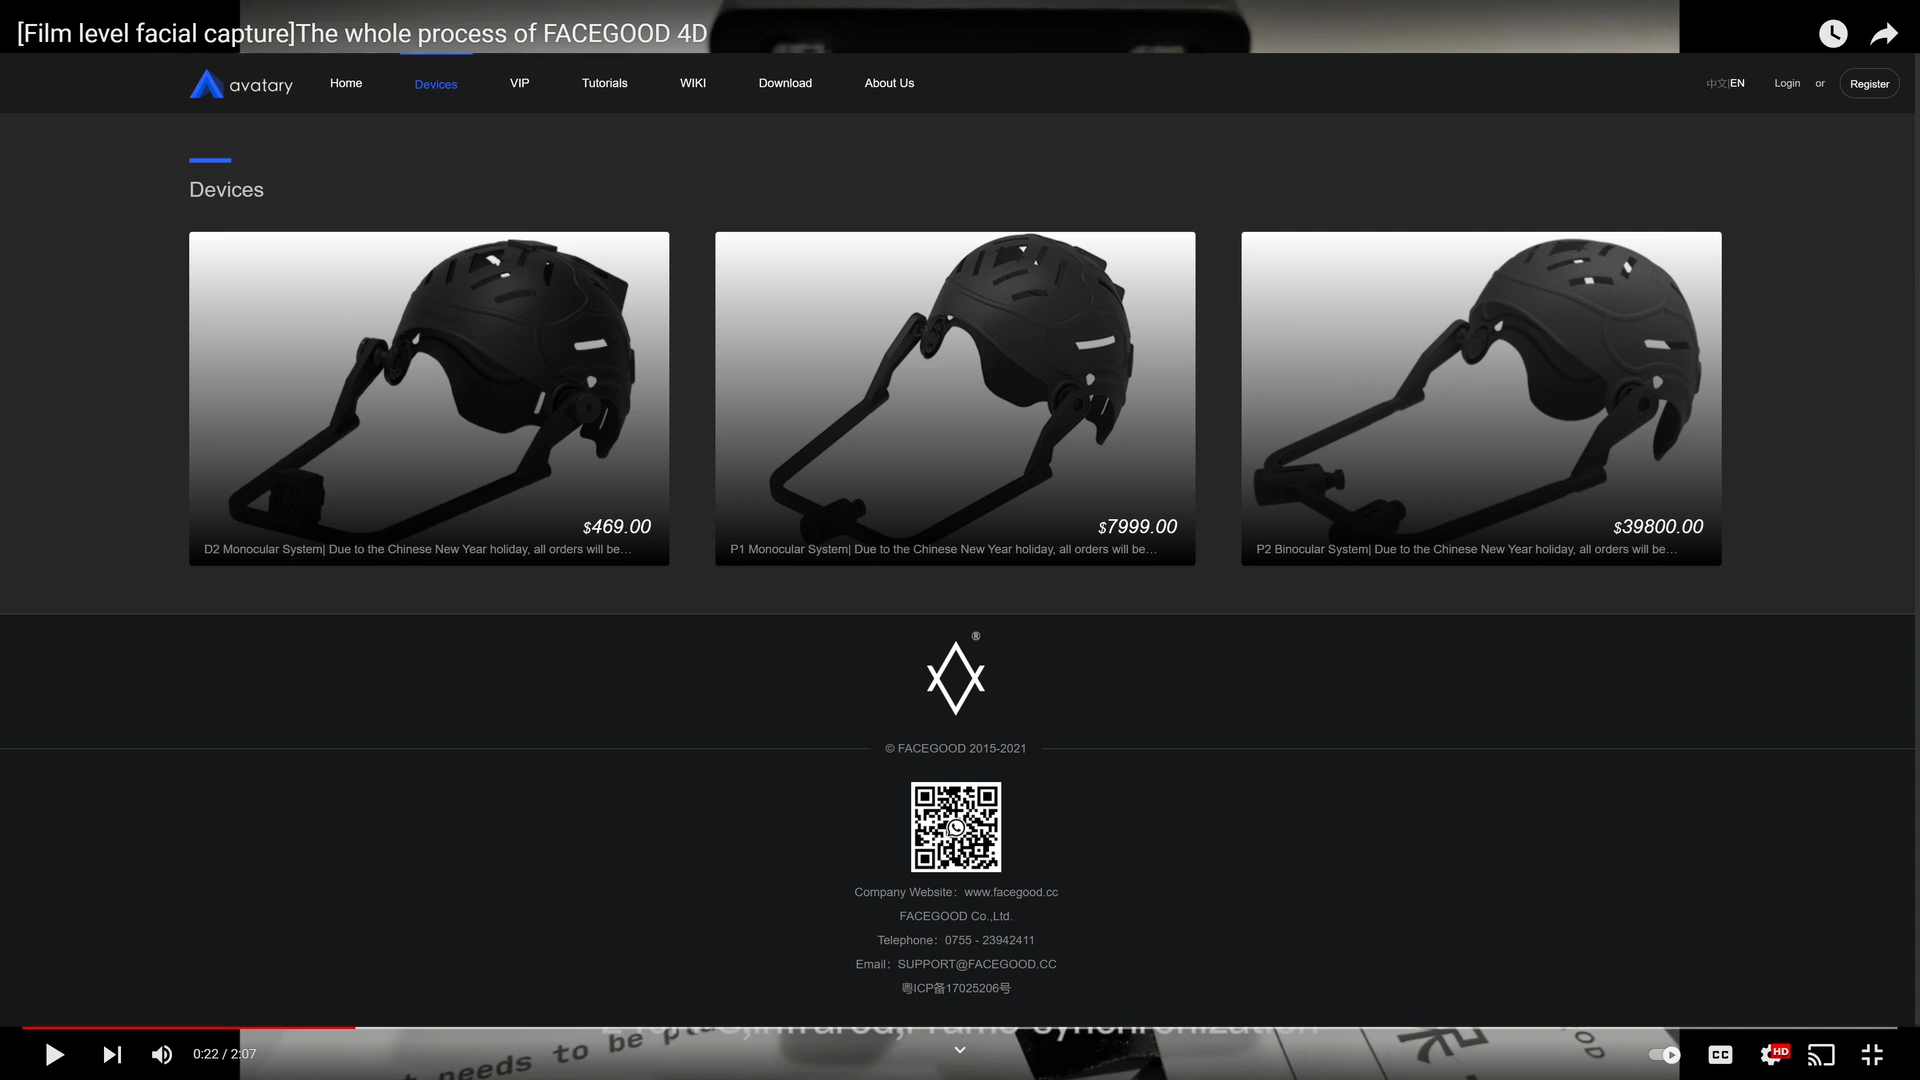 [Film level facial capture]The whole process of FACEGOOD 4D
avatary
Home
Devices
VIP
Tutorials
WIKI
Download
About Us
中文|EN
Login
or
Register
Devices
$469.00
D2 Monocular System| Due to the Chinese New Year holiday, all orders will be…
$7999.00
P1 Monocular System| Due to the Chinese New Year holiday, all orders will be…
$39800.00
P2 Binocular System| Due to the Chinese New Year holiday, all orders will be…
®
© FACEGOOD 2015-2021
Company Website：www.facegood.cc
FACEGOOD Co.,Ltd.
Telephone：0755 - 23942411
Email：SUPPORT@FACEGOOD.CC
粤ICP备17025206号
needs to be
0:22 / 2:07
CC
HD